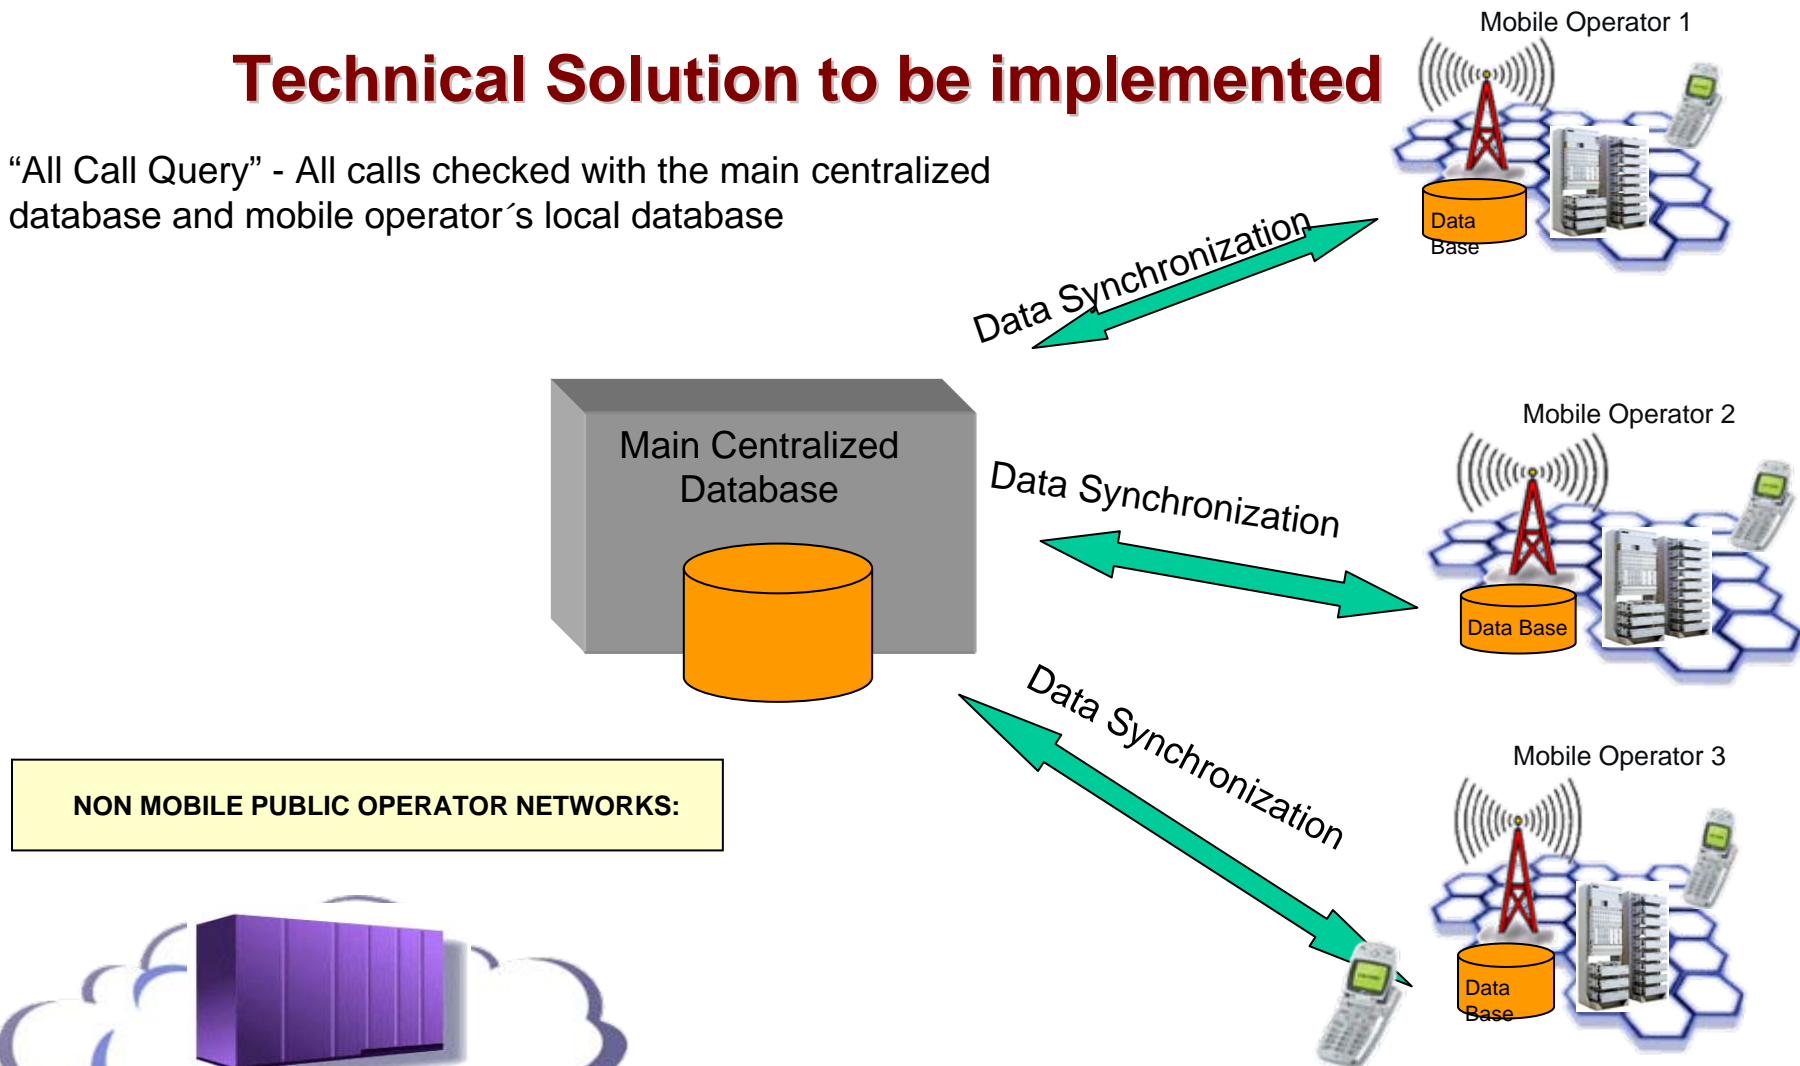 Mobile Operator 1
Technical Solution to be implemented
“All Call Query” - All calls checked with the main centralized
database and mobile operator´s local database
Data
Base
Data Synchronization
Mobile Operator 2
Main Centralized
Database
Data Synchronization
Data Base
Data Synchronization
Mobile Operator 3
NON MOBILE PUBLIC OPERATOR NETWORKS:
Data
Base